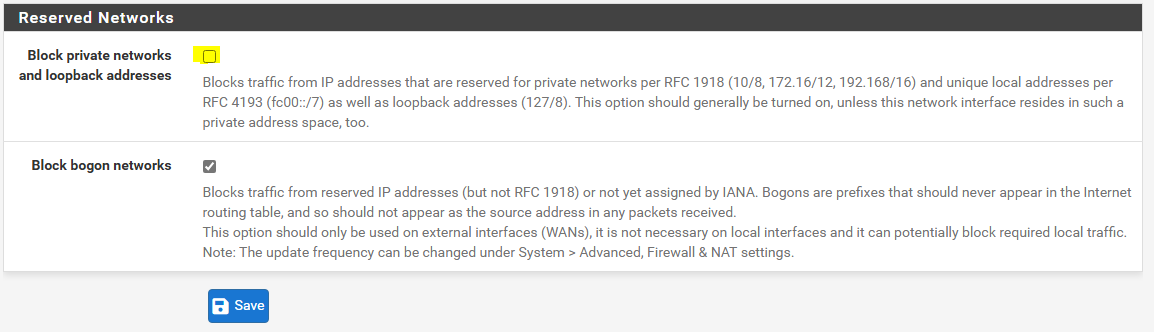 Reserved Networks
Block private networks
and loopback addresses
Blocks traffic from IP addresses that are reserved for private networks per RFC 1918 (10/8, 172.16/12, 192.168/16) and unique local addresses per
RFC 4193 (fc00::/7) as well as loopback addresses (127/8). This option should generally be turned on, unless this network interface resides in such a
private address space, too.
Block bogon networks
Blocks traffic from reserved IP addresses (but not RFC 1918) or not yet assigned by IANA. Bogons are prefixes that should never appear in the Internet
routing table, and so should not appear as the source address in any packets received.
This option should only be used on external interfaces (WANs), it is not necessary on local interfaces and it can potentially block required local traffic.
Note: The update frequency can be changed under System > Advanced, Firewall & NAT settings.
Save